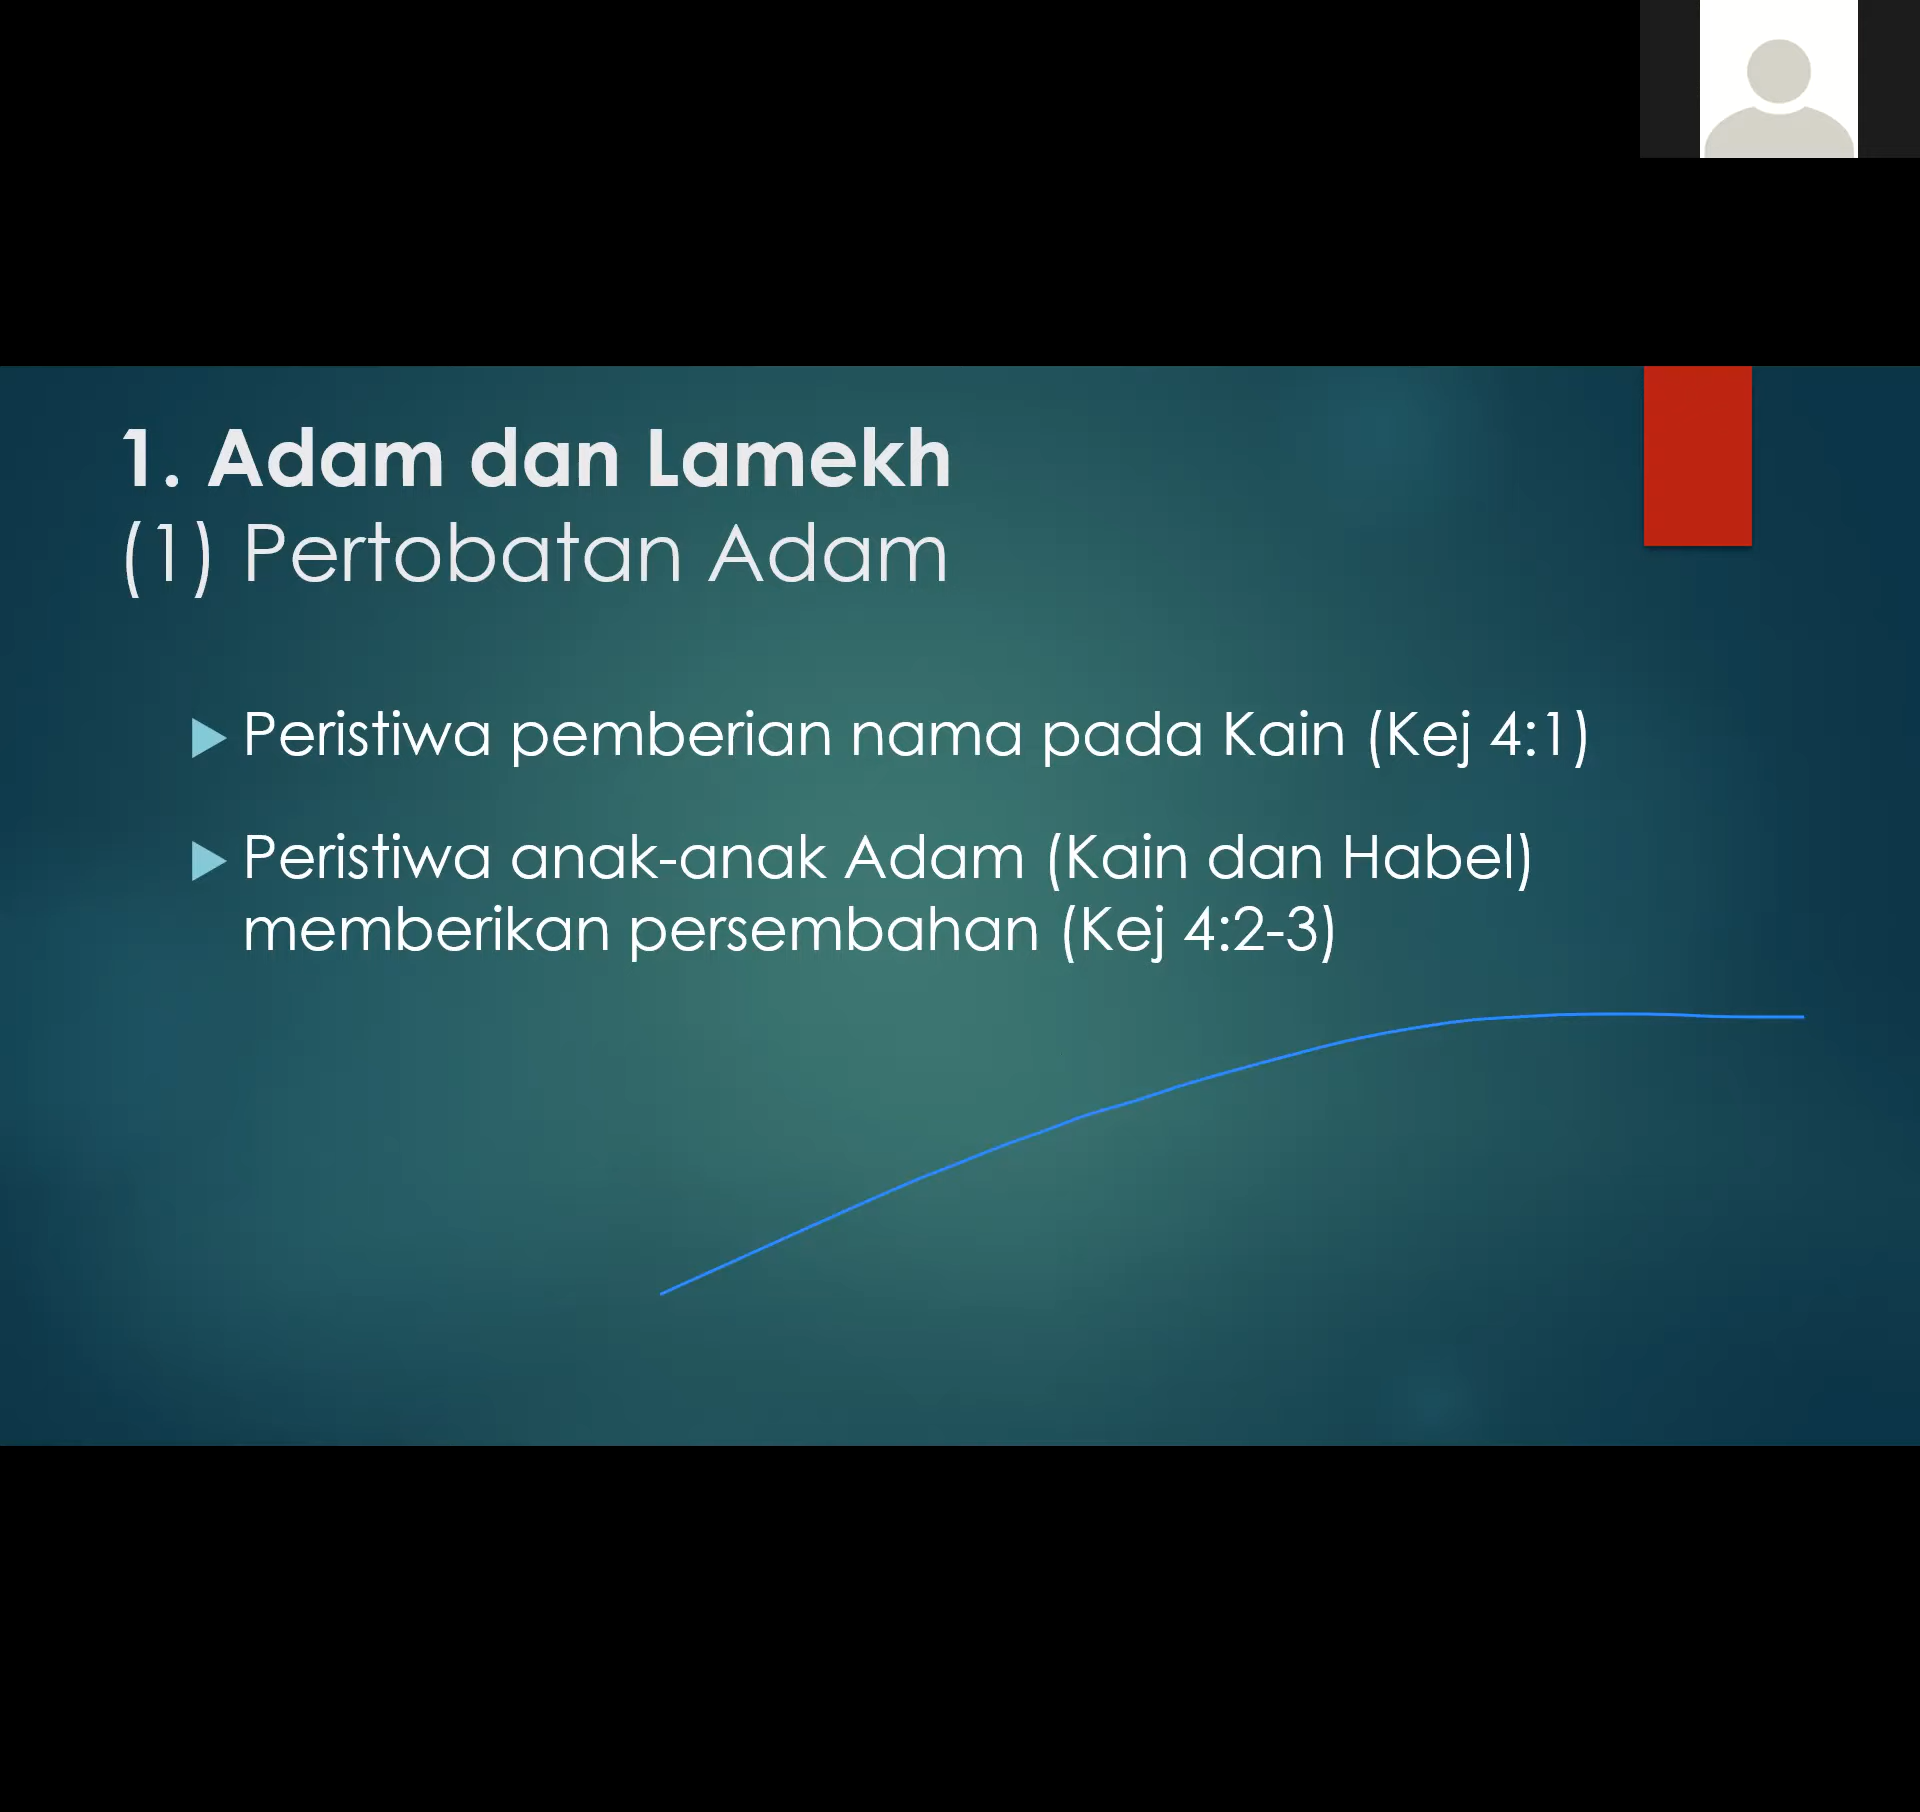 1. Adam dan Lamekh
(1) Pertobatan Adam
Peristiwa pemberian nama pada Kain (Kej 4:1)
Peristiwa anak-anak Adam (Kain dan Habel)
memberikan persembahan (Kej 4:2-3)